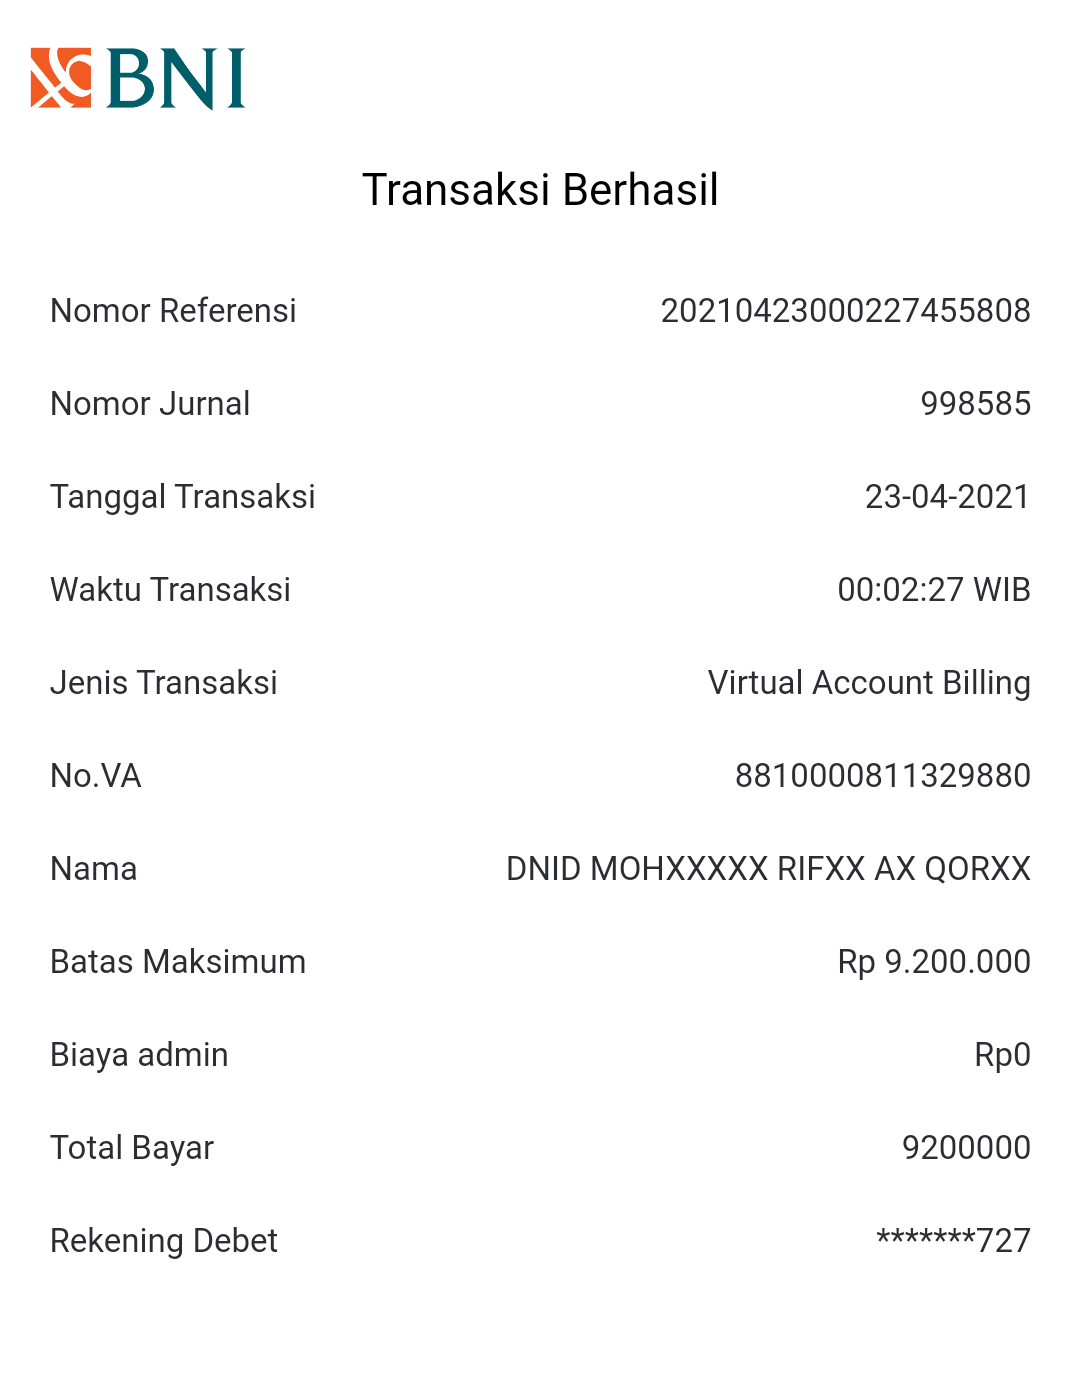 BNI
Transaksi Berhasil
Nomor Referensi 20210423000227455808
Nomor Jurnal 998585
Tanggal Transaksi 23-04-2021
Waktu Transaksi 00:02:27 WIB
Jenis Transaksi Virtual Account Billing
No.VA 8810000811329880
Nama DNID MOHXXXXX RIFXX AX QORXX
Batas Maksimum Rp 9.200.000
Biaya admin Rp0
Total Bayar 9200000
Rekening Debet *******727